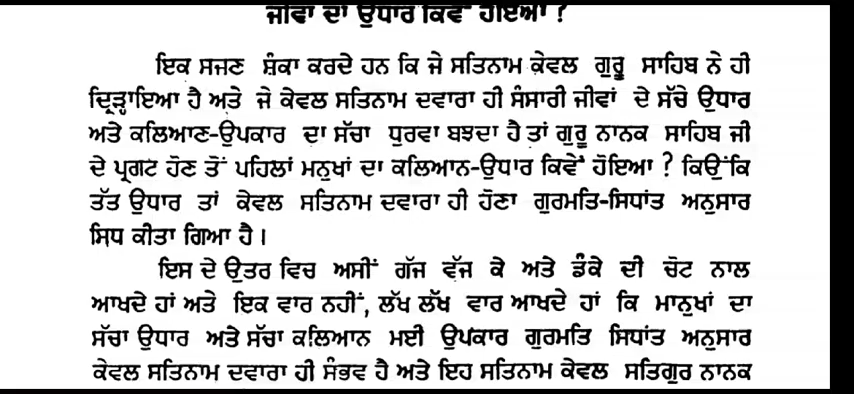 ਜੀਵਾਂ ਦਾ ਉਧਾਰ ਕਿਵੇਂ ਹੋਇਆ ?
ਇਕ ਸਜਣ ਸ਼ੰਕਾ ਕਰਦੇ ਹਨ ਕਿ ਜੇ ਸਤਿਨਾਮ ਕੇਵਲ ਗੁਰੂ ਸਾਹਿਬ ਨੇ ਹੀ
ਦ੍ਰਿੜ੍ਹਾਇਆ ਹੈ ਅਤੇ ਜੇ ਕੇਵਲ ਸਤਿਨਾਮ ਦਵਾਰਾ ਹੀ ਸੰਸਾਰੀ ਜੀਵਾਂ ਦੇ ਸੱਚੇ ਉਧਾਰ
ਅਤੇ ਕਲਿਆਣ-ਉਪਕਾਰ ਦਾ ਸੱਚਾ ਧੁਰਵਾ ਬਝਦਾ ਹੈ ਤਾਂ ਗੁਰੂ ਨਾਨਕ ਸਾਹਿਬ ਜੀ
ਦੇ ਪ੍ਰਗਟ ਹੋਣ ਤੋਂ ਪਹਿਲਾਂ ਮਨੁਖਾਂ ਦਾ ਕਲਿਆਨ-ਉਧਾਰ ਕਿਵੇਂ ਹੋਇਆ ? ਕਿਉਂਕਿ
ਤੱਤ ਉਧਾਰ ਤਾਂ ਕੇਵਲ ਸਤਿਨਾਮ ਦਵਾਰਾ ਹੀ ਹੋਣਾ ਗੁਰਮਤਿ-ਸਿਧਾਂਤ ਅਨੁਸਾਰ
ਸਿਧ ਕੀਤਾ ਗਿਆ ਹੈ।
ਇਸ ਦੇ ਉਤਰ ਵਿਚ ਅਸੀਂ ਗੱਜ ਵੱਜ ਕੇ ਅਤੇ ਡੰਕੇ ਦੀ ਚੋਟ ਨਾਲ
ਆਖਦੇ ਹਾਂ ਅਤੇ ਇਕ ਵਾਰ ਨਹੀਂ, ਲੱਖ ਲੱਖ ਵਾਰ ਆਖਦੇ ਹਾਂ ਕਿ ਮਾਨੁਖਾਂ ਦਾ
ਸੱਚਾ ਉਧਾਰ ਅਤੇ ਸੱਚਾ ਕਲਿਆਨ ਮਈ ਉਪਕਾਰ ਗੁਰਮਤਿ ਸਿਧਾਂਤ ਅਨੁਸਾਰ
ਕੇਵਲ ਸਤਿਨਾਮ ਦਵਾਰਾ ਹੀ ਸੰਭਵ ਹੈ ਅਤੇ ਇਹ ਸਤਿਨਾਮ ਕੇਵਲ ਸਤਿਗੁਰ ਨਾਨਕ